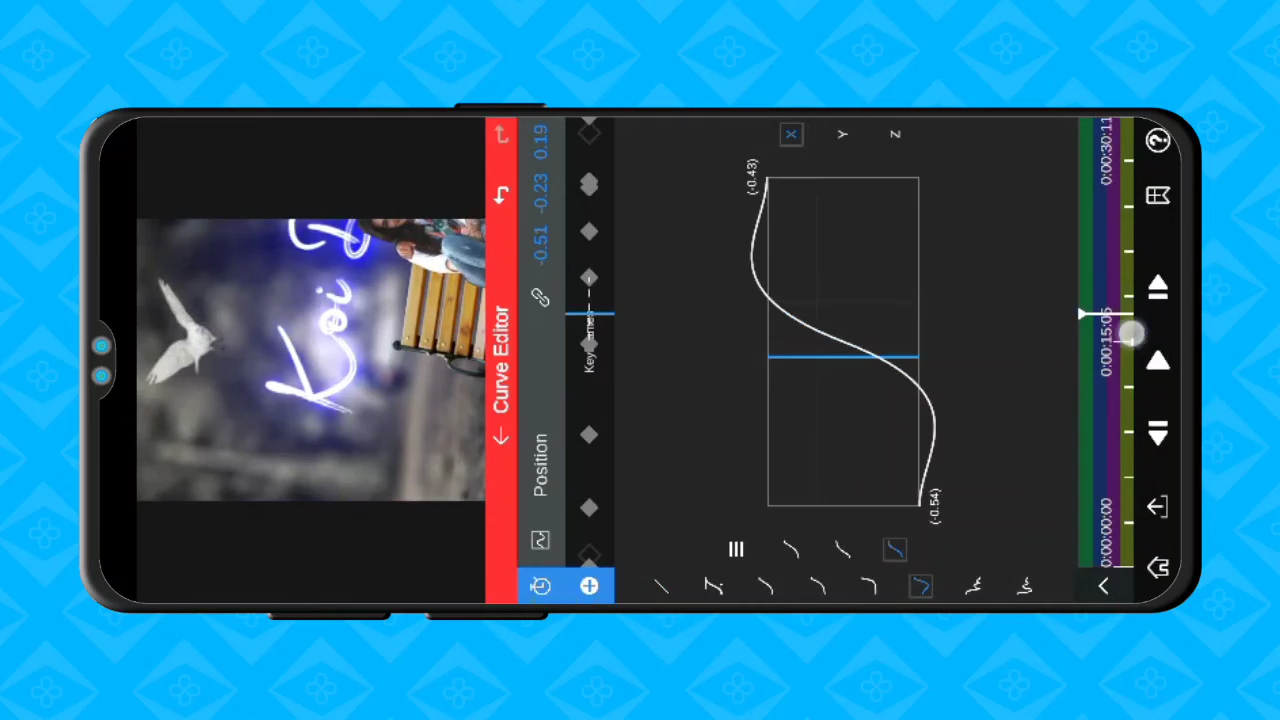 Koi
← Curve Editor
Position
-0.51 -0.23 0.19
X
Y
Z
(-0.43)
(-0.54)
0:00:00:00
0:00:15:05
0:00:30:11